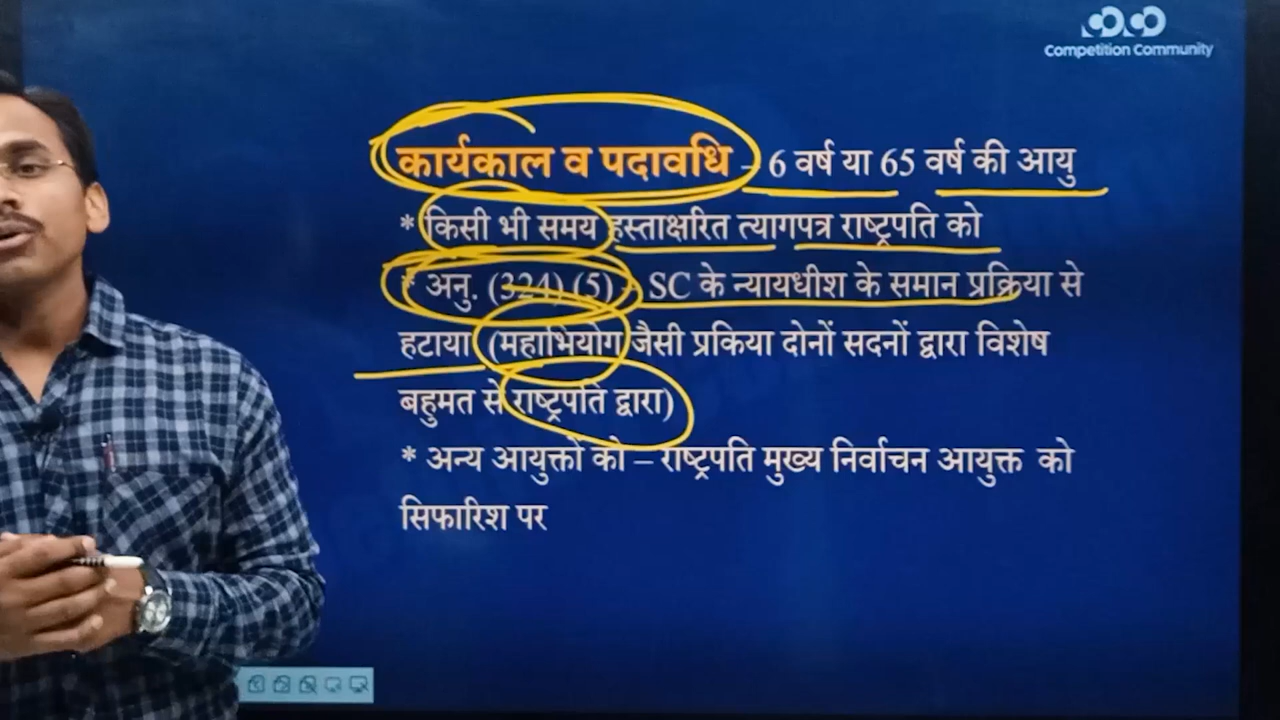 Competition Community
कार्यकाल व पदावधि – 6 वर्ष या 65 वर्ष की आयु
* किसी भी समय हस्ताक्षरित त्यागपत्र राष्ट्रपति को
* अनु. (324) (5) – SC के न्यायधीश के समान प्रक्रिया से
हटाया (महाभियोग जैसी प्रकिया दोनों सदनों द्वारा विशेष
बहुमत से राष्ट्रपति द्वारा)
* अन्य आयुक्तों को – राष्ट्रपति मुख्य निर्वाचन आयुक्त को
सिफारिश पर